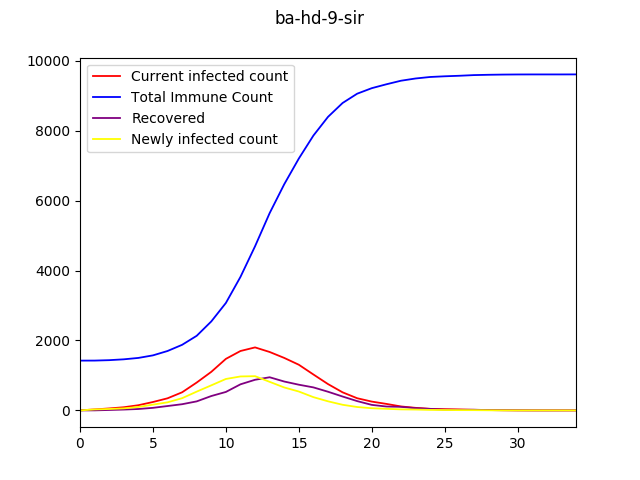 ba-hd-9-sir
10000
8000
6000
4000
2000
0
Current infected count
Total Immune Count
Recovered
Newly infected count
0 5 10 15 20 25 30